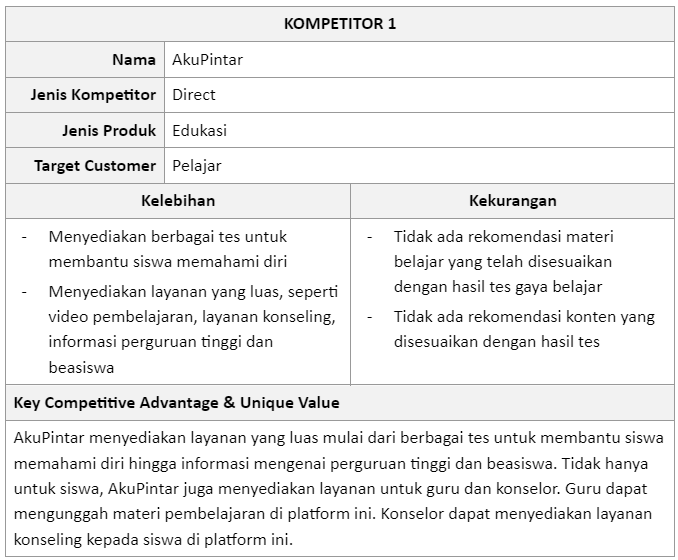 KOMPETITOR 1
Nama AkuPintar
Jenis Kompetitor Direct
Jenis Produk Edukasi
Target Customer Pelajar
Kelebihan Kekurangan
- Menyediakan berbagai tes untuk
membantu siswa memahami diri
- Menyediakan layanan yang luas, seperti
video pembelajaran, layanan konseling,
informasi perguruan tinggi dan
beasiswa
- Tidak ada rekomendasi materi
belajar yang telah disesuaikan
dengan hasil tes gaya belajar
- Tidak ada rekomendasi konten yang
disesuaikan dengan hasil tes
Key Competitive Advantage & Unique Value
AkuPintar menyediakan layanan yang luas mulai dari berbagai tes untuk membantu siswa
memahami diri hingga informasi mengenai perguruan tinggi dan beasiswa. Tidak hanya
untuk siswa, AkuPintar juga menyediakan layanan untuk guru dan konselor. Guru dapat
mengunggah materi pembelajaran di platform ini. Konselor dapat menyediakan layanan
konseling kepada siswa di platform ini.